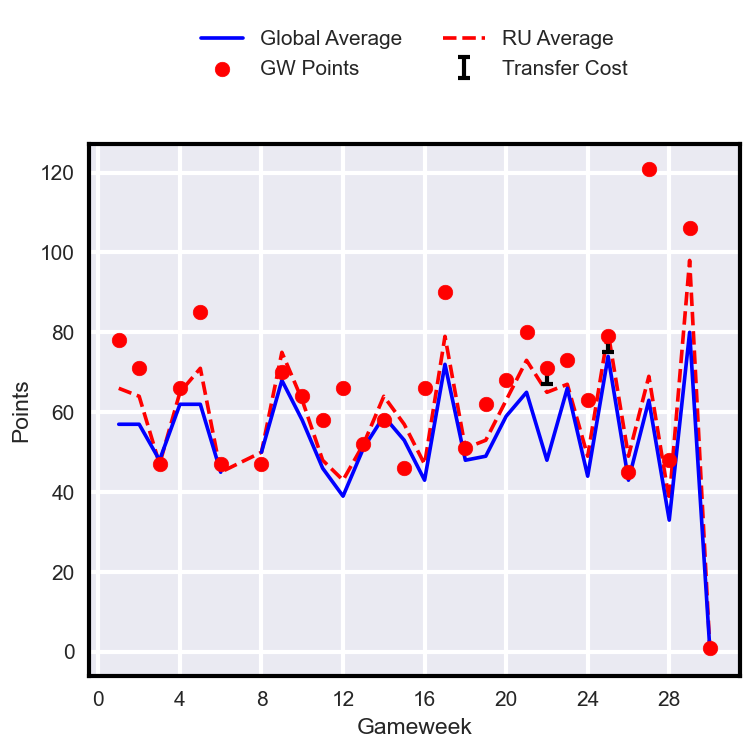 Global Average
RU Average
GW Points
Transfer Cost
Points
120
100
80
60
40
20
0
0 4 8 12 16 20 24 28
Gameweek